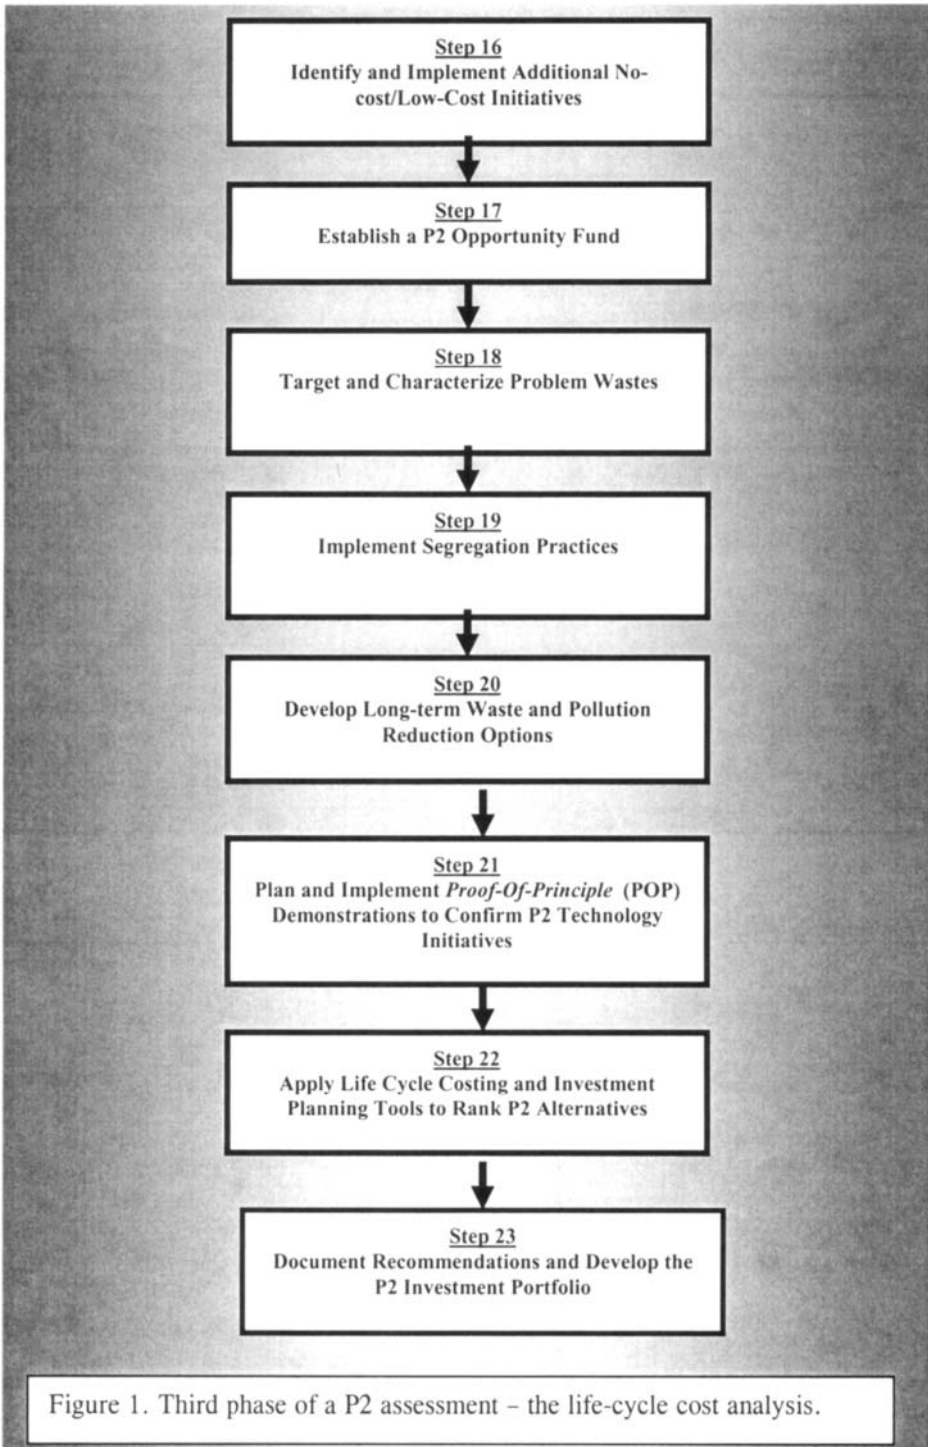 Step 16
Identify and Implement Additional No-
cost/Low-Cost Initiatives
Step 17
Establish a P2 Opportunity Fund
Step 18
Target and Characterize Problem Wastes
Step 19
Implement Segregation Practices
Step 20
Develop Long-term Waste and Pollution
Reduction Options
Step 21
Plan and Implement Proof-Of-Principle (POP)
Demonstrations to Confirm P2 Technology
Initiatives
Step 22
Apply Life Cycle Costing and Investment
Planning Tools to Rank P2 Alternatives
Step 23
Document Recommendations and Develop the
P2 Investment Portfolio
Figure 1. Third phase of a P2 assessment – the life-cycle cost analysis.